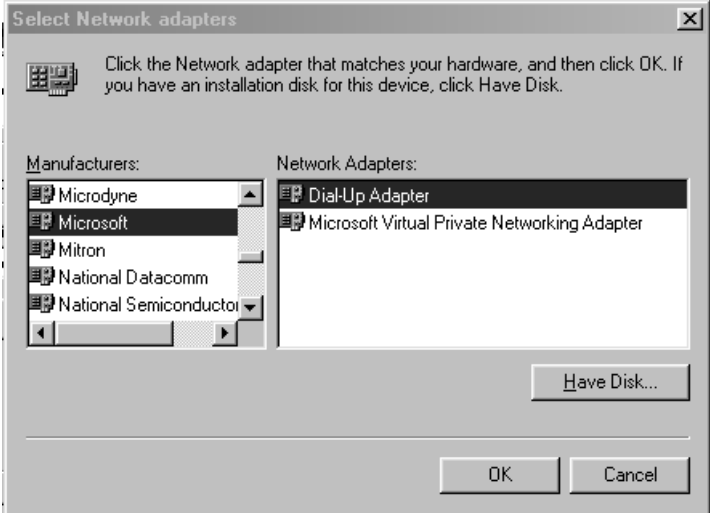 Select Network adapters
Click the Network adapter that matches your hardware, and then click OK. If
you have an installation disk for this device, click Have Disk.
Manufacturers:
Microdyne
Microsoft
Mitron
National Datacomm
National Semiconductor
Network Adapters:
Dial-Up Adapter
Microsoft Virtual Private Networking Adapter
Have Disk...
OK
Cancel